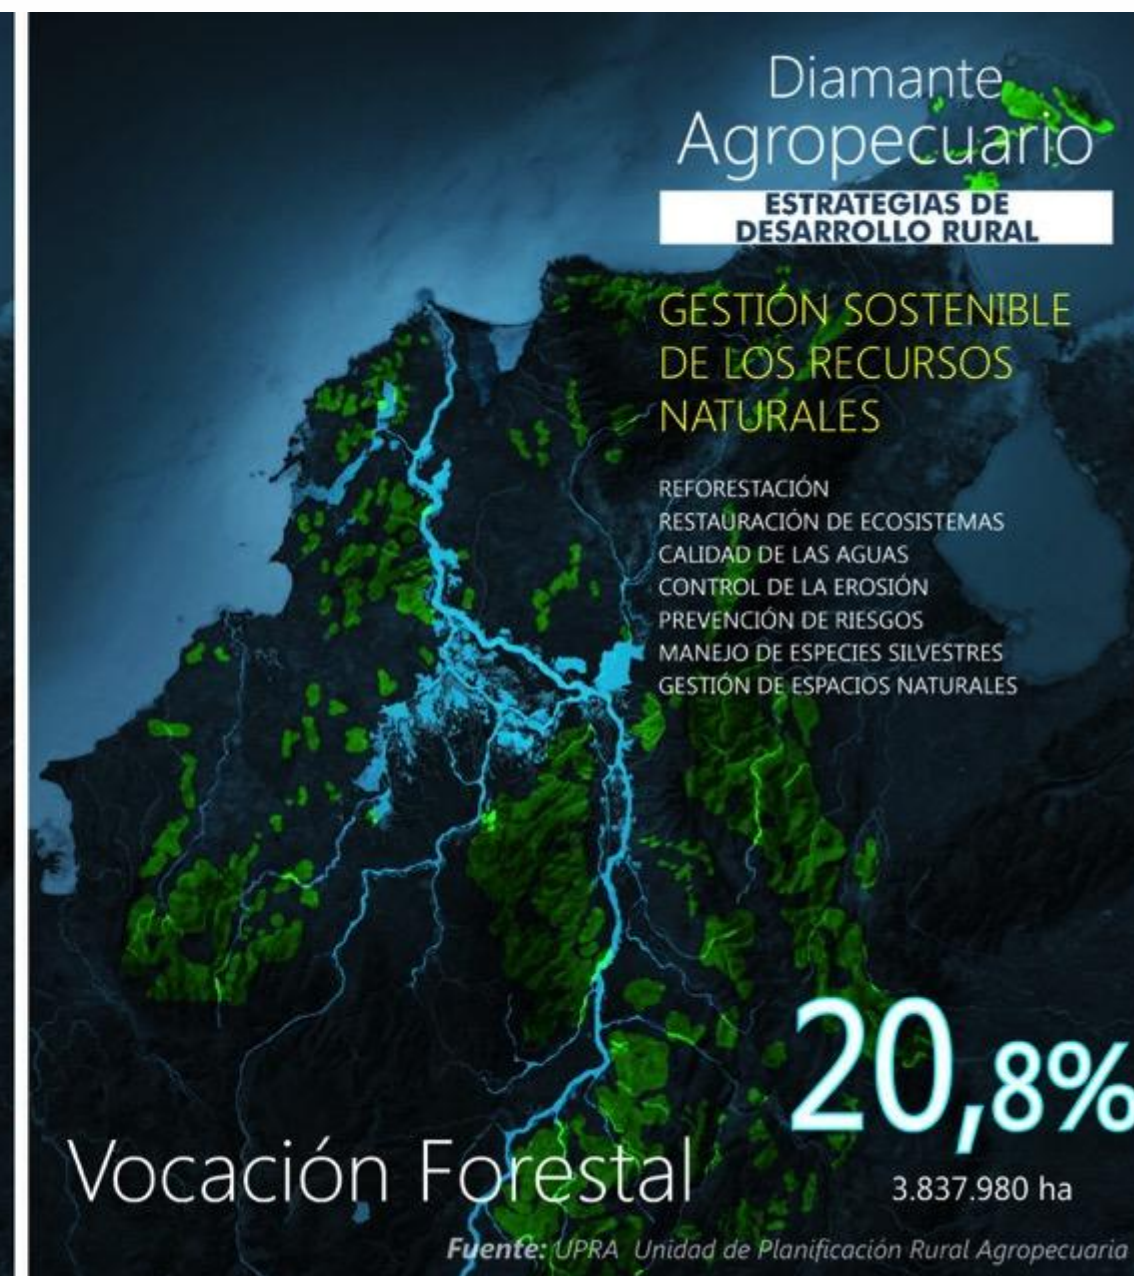 Diamante
Agropecuario
ESTRATEGIAS DE
DESARROLLO RURAL
GESTIÓN SOSTENIBLE
DE LOS RECURSOS
NATURALES
REFORESTACIÓN
RESTAURACIÓN DE ECOSISTEMAS
CALIDAD DE LAS AGUAS
CONTROL DE LA EROSIÓN
PREVENCIÓN DE RIESGOS
MANEJO DE ESPECIES SILVESTRES
GESTIÓN DE ESPACIOS NATURALES
20,8%
Vocación Forestal
3.837.980 ha
Fuente: UPRA Unidad de Planificación Rural Agropecuaria